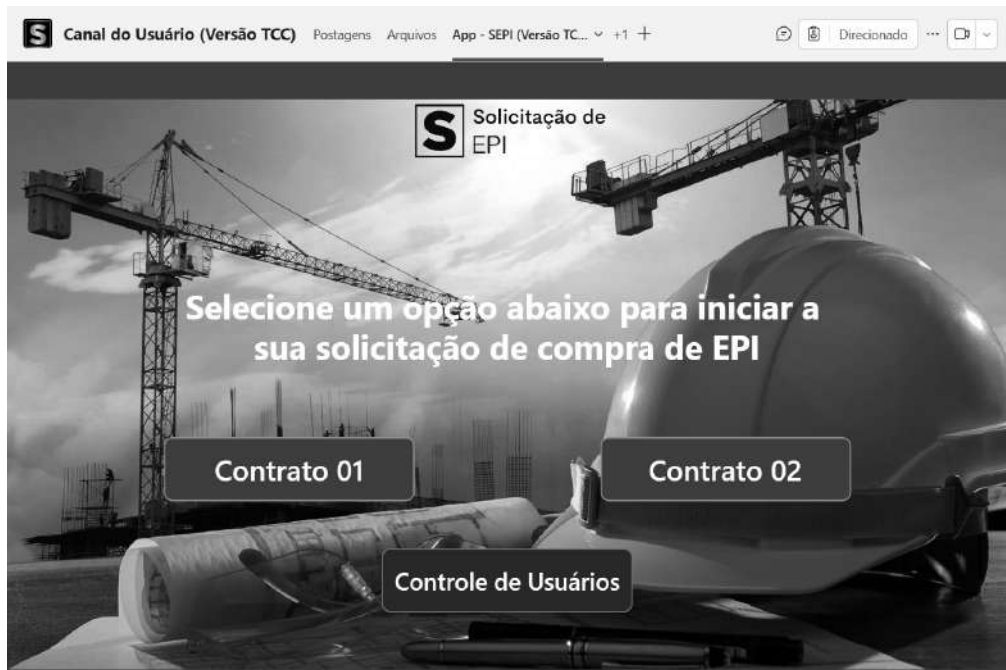 S Canal do Usuário (Versão TCC) Postagens Arquivos App - SEPI (Versão TC... +1 Direcionado
S Solicitação de
EPI
Selecione um opção abaixo para iniciar a
sua solicitação de compra de EPI
Contrato 01 Contrato 02
Controle de Usuários